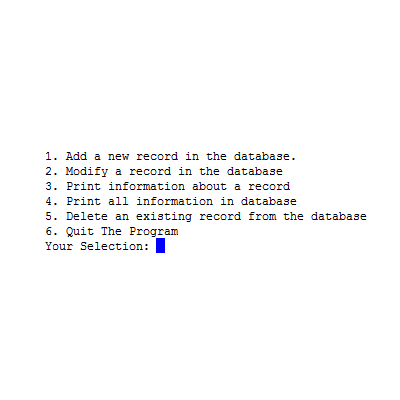 1. Add a new record in the database.
2. Modify a record in the database
3. Print information about a record
4. Print all information in database
5. Delete an existing record from the database
6. Quit The Program
Your Selection: